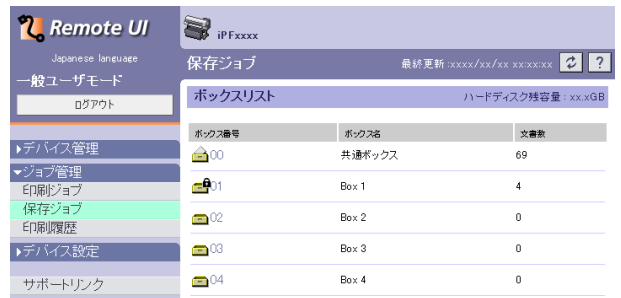 Remote UI
iPFxxxx
Japanese language
一般ユーザモード
ログアウト
保存ジョブ
最終更新 :xxxx/xx/xx xx:xx:xx
?
ボックスリスト
ハードディスク残容量 : xx.xGB
▶デバイス管理
▼ジョブ管理
印刷ジョブ
保存ジョブ
印刷履歴
▶デバイス設定
サポートリンク
ボックス番号 ボックス名 文書数
00 共通ボックス 69
01 Box 1 4
02 Box 2 0
03 Box 3 0
04 Box 4 0